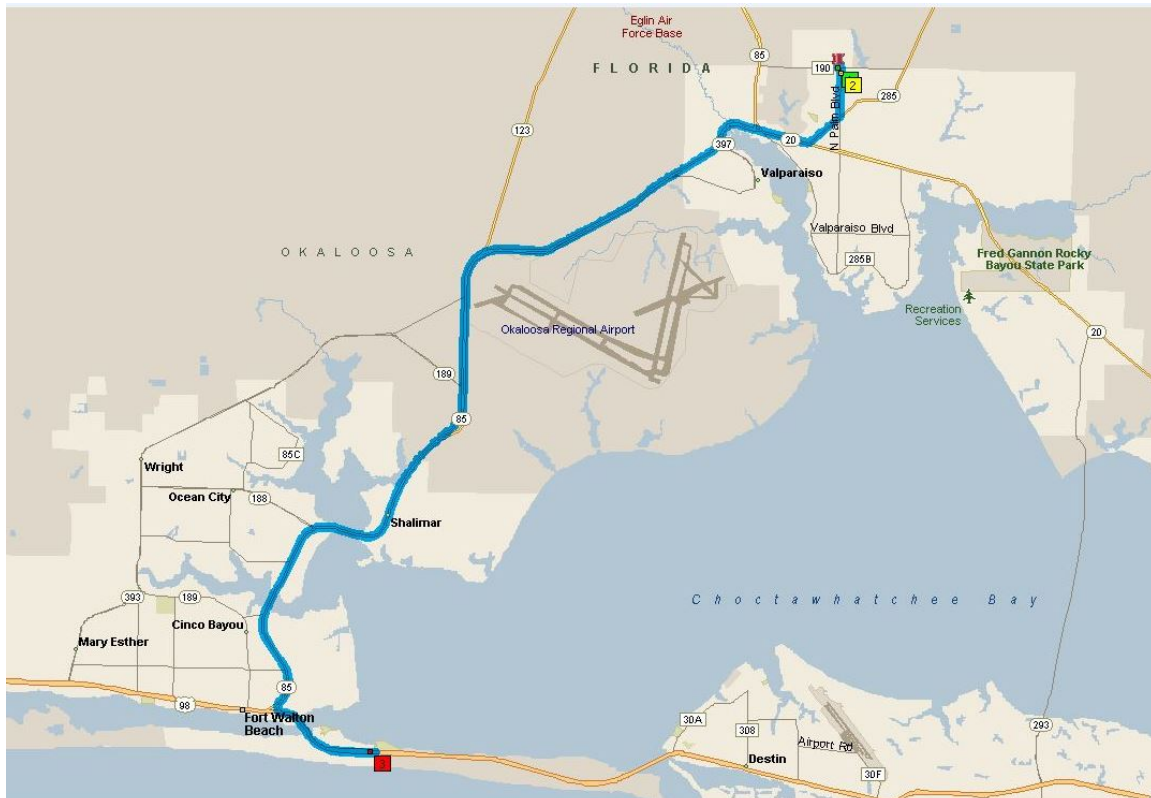 Eglin Air
Force Base
85
FLORIDA
190
2
N Palm Blvd
285
123
20
397
Valparaiso
Valparaiso Blvd
OKALOOSA
285B
Fred Gannon Rocky
Bayou State Park
Recreation
Services
Okaloosa Regional Airport
20
189
85
85C
Wright
Ocean City
188
Shalimar
393
189
Choctawhatchee Bay
Cinco Bayou
Mary Esther
85
98
Fort Walton
Beach
30A
308
293
Airport Rd
3
Destin
30F